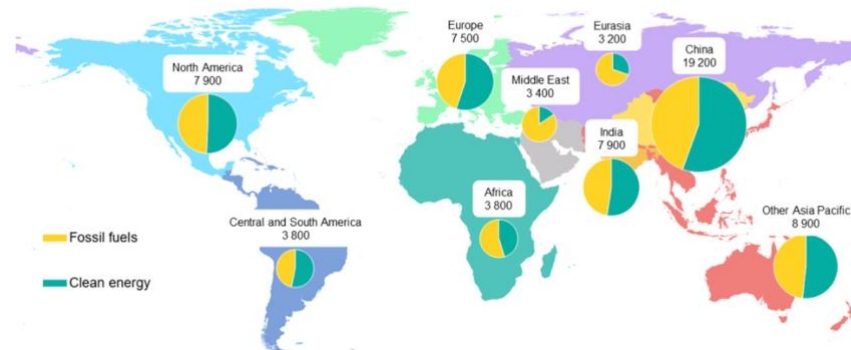 Europe
7 500
Eurasia
3 200
China
19 200
North America
7 900
Middle East
3 400
India
7 900
Africa
3 800
Central and South America
3 800
Other Asia Pacific
8 900
Fossil fuels
Clean energy